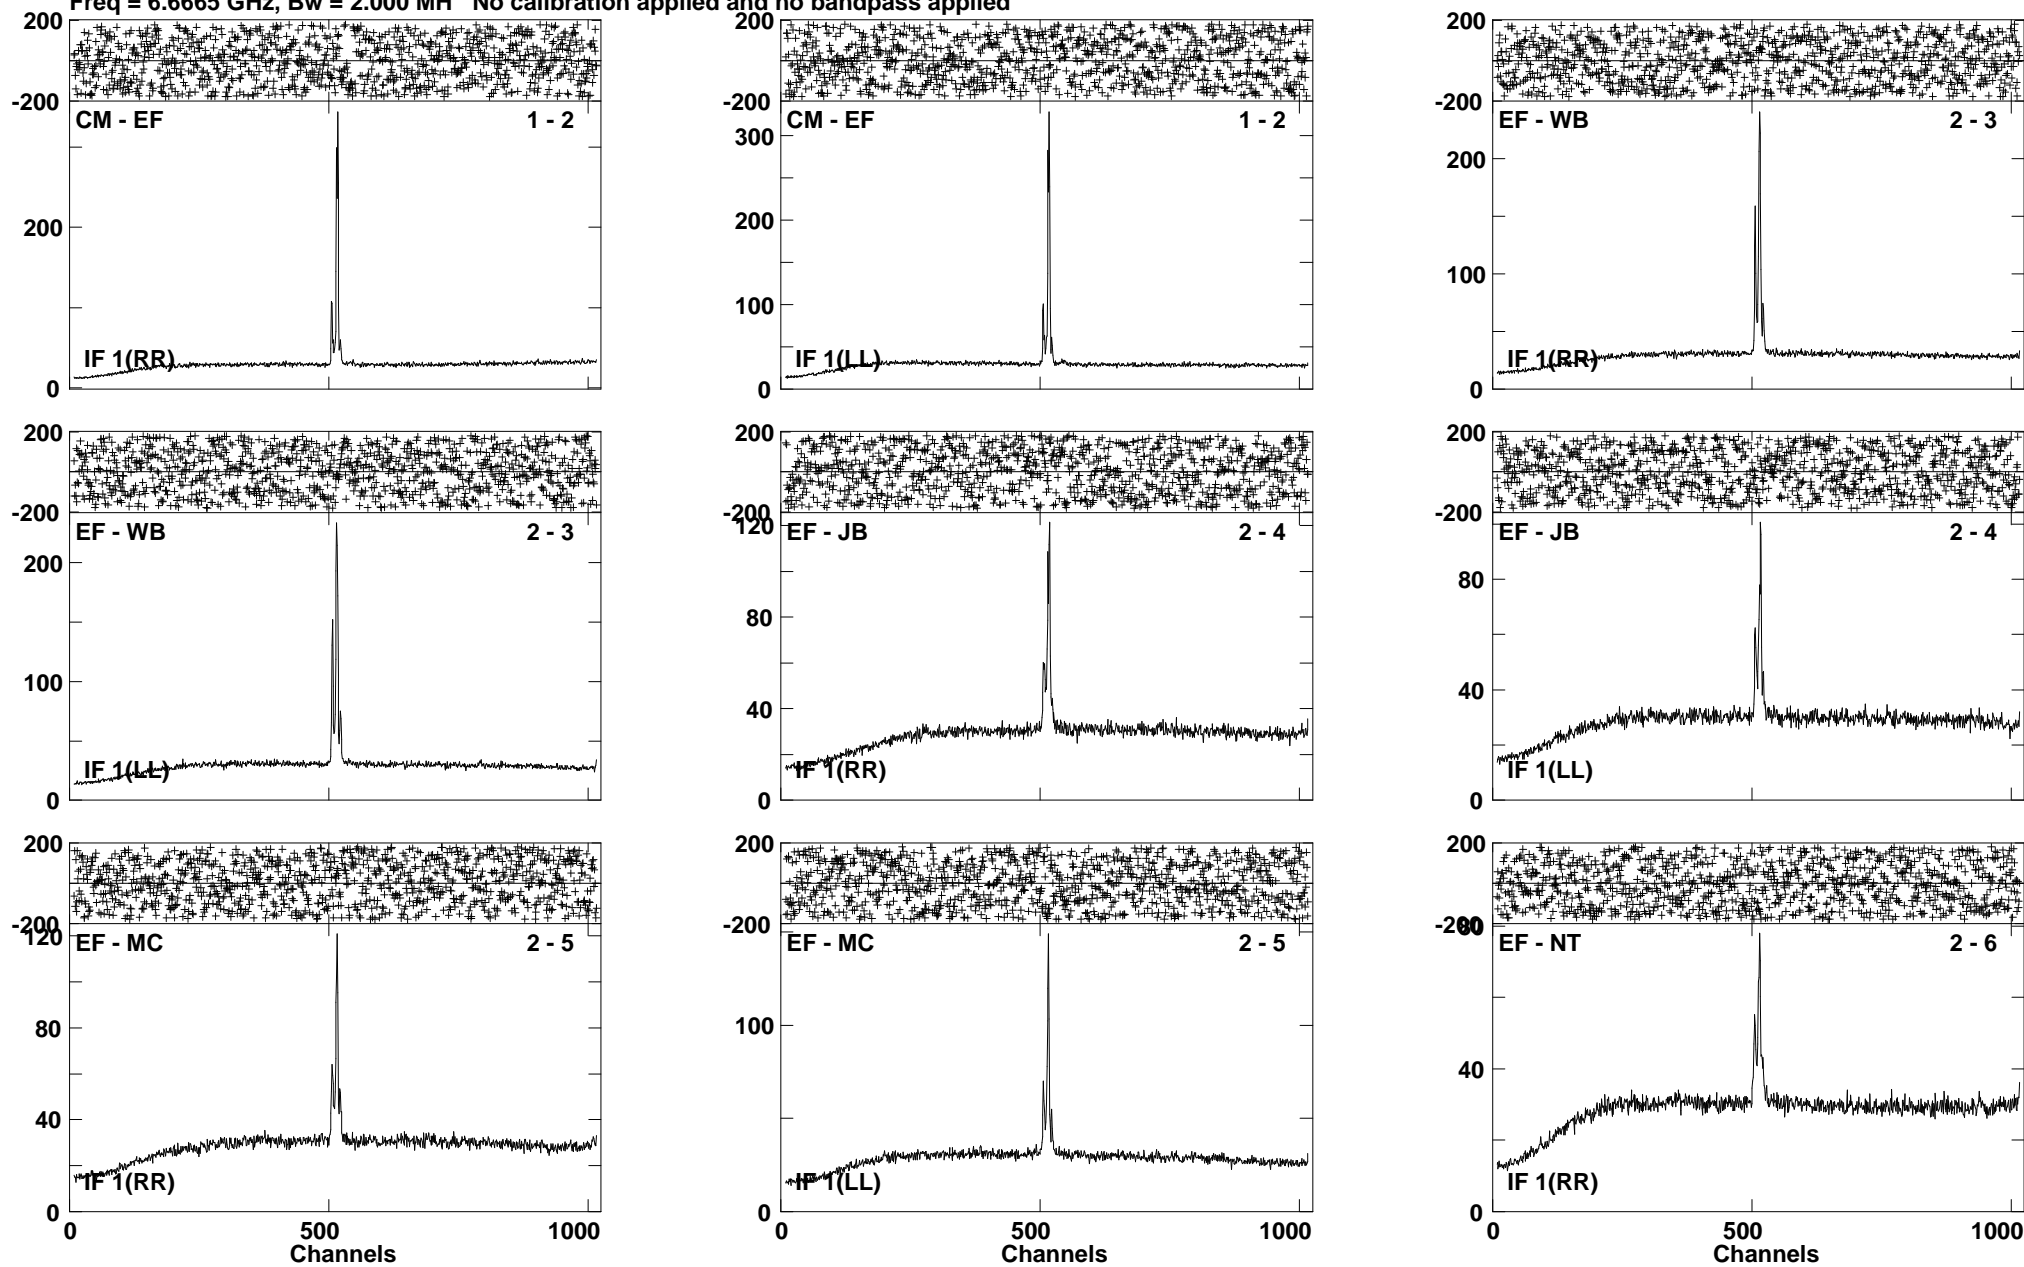 Freq = 6.6665 GHz, Bw = 2.000 MH No calibration applied and no bandpass applied
200
-200
CM - EF 1 - 2
200
IF 1(RR)
0
200
-200
CM - EF 1 - 2
300
200
100
IF 1(LL)
0
200
-200
EF - WB 2 - 3
200
100
IF 1(RR)
0
200
-200
EF - WB 2 - 3
200
100
IF 1(LL)
0
200
-200
120
EF - JB 2 - 4
80
40
IF 1(RR)
0
200
-200
EF - JB 2 - 4
80
40
IF 1(LL)
0
200
-200
120
EF - MC 2 - 5
80
40
IF 1(RR)
0
0 500 1000
Channels
200
-200
EF - MC 2 - 5
100
IF 1(LL)
0
0 500 1000
Channels
200
-200
80
EF - NT 2 - 6
40
IF 1(RR)
0
0 500 1000
Channels